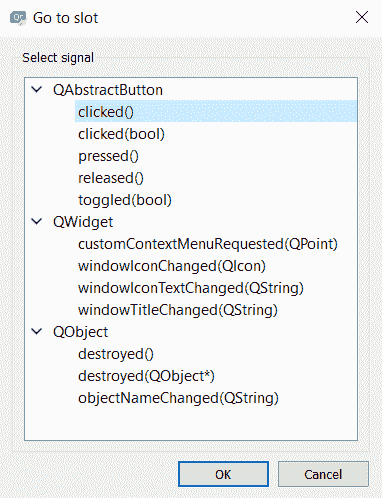 Go to slot
Select signal
QAbstractButton
clicked()
clicked(bool)
pressed()
released()
toggled(bool)
QWidget
customContextMenuRequested(QPoint)
windowIconChanged(QIcon)
windowIconTextChanged(QString)
windowTitleChanged(QString)
QObject
destroyed()
destroyed(QObject*)
objectNameChanged(QString)
OK Cancel